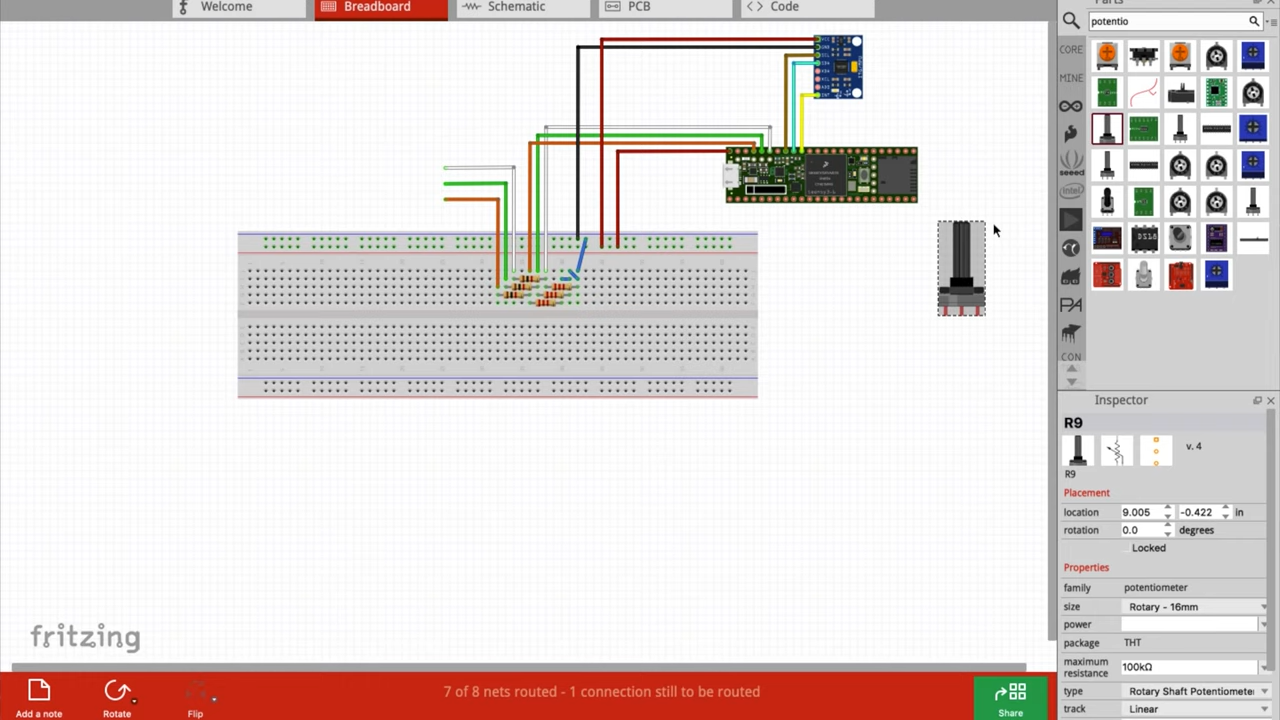 Welcome
Breadboard
Schematic
PCB
Code
Parts
potentio
CORE
MINE
seeed
intel
PA
CON
fritzing
Inspector
R9
v. 4
R9
Placement
location 9.005 -0.422 in
rotation 0.0 degrees
Locked
Properties
family potentiometer
size Rotary - 16mm
power
package THT
maximum
resistance 100kΩ
type Rotary Shaft Potentiometer
track Linear
Add a note
Rotate
Flip
7 of 8 nets routed - 1 connection still to be routed
Share